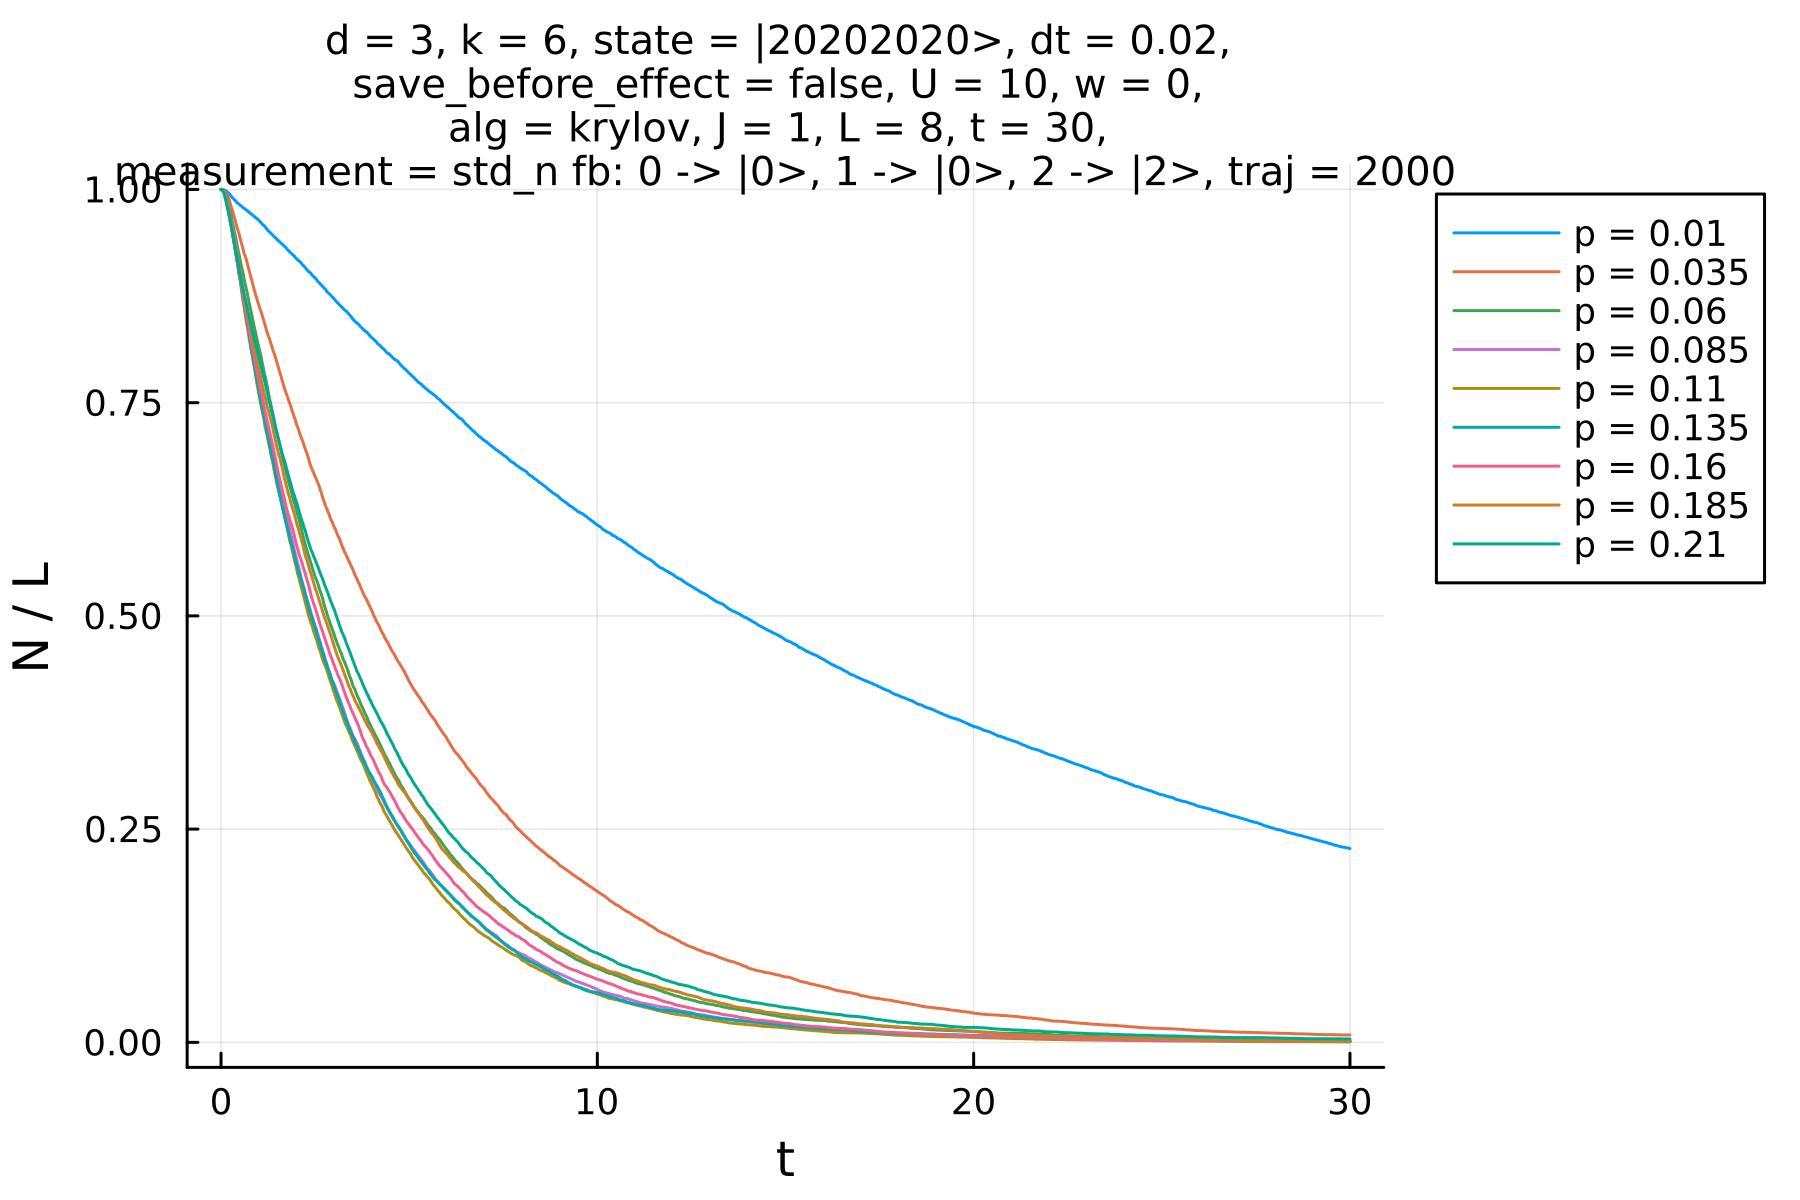 d = 3, k = 6, state = |20202020>, dt = 0.02,
save_before_effect = false, U = 10, w = 0,
alg = krylov, J = 1, L = 8, t = 30,
measurement = std_n fb: 0 -> |0>, 1 -> |0>, 2 -> |2>, traj = 2000
1.00
0.75
0.50
0.25
0.00
N / L
0
10
20
30
t
p = 0.01
p = 0.035
p = 0.06
p = 0.085
p = 0.11
p = 0.135
p = 0.16
p = 0.185
p = 0.21